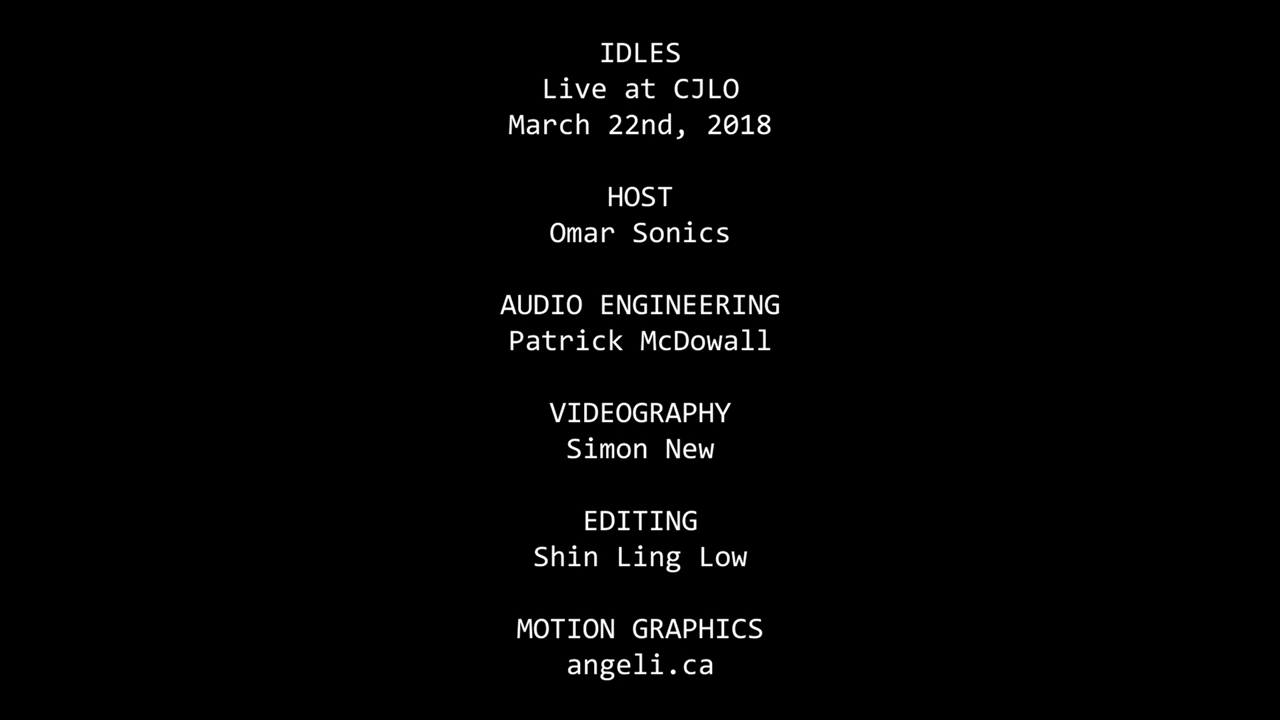 IDLES
Live at CJLO
March 22nd, 2018
HOST
Omar Sonics
AUDIO ENGINEERING
Patrick McDowall
VIDEOGRAPHY
Simon New
EDITING
Shin Ling Low
MOTION GRAPHICS
angeli.ca